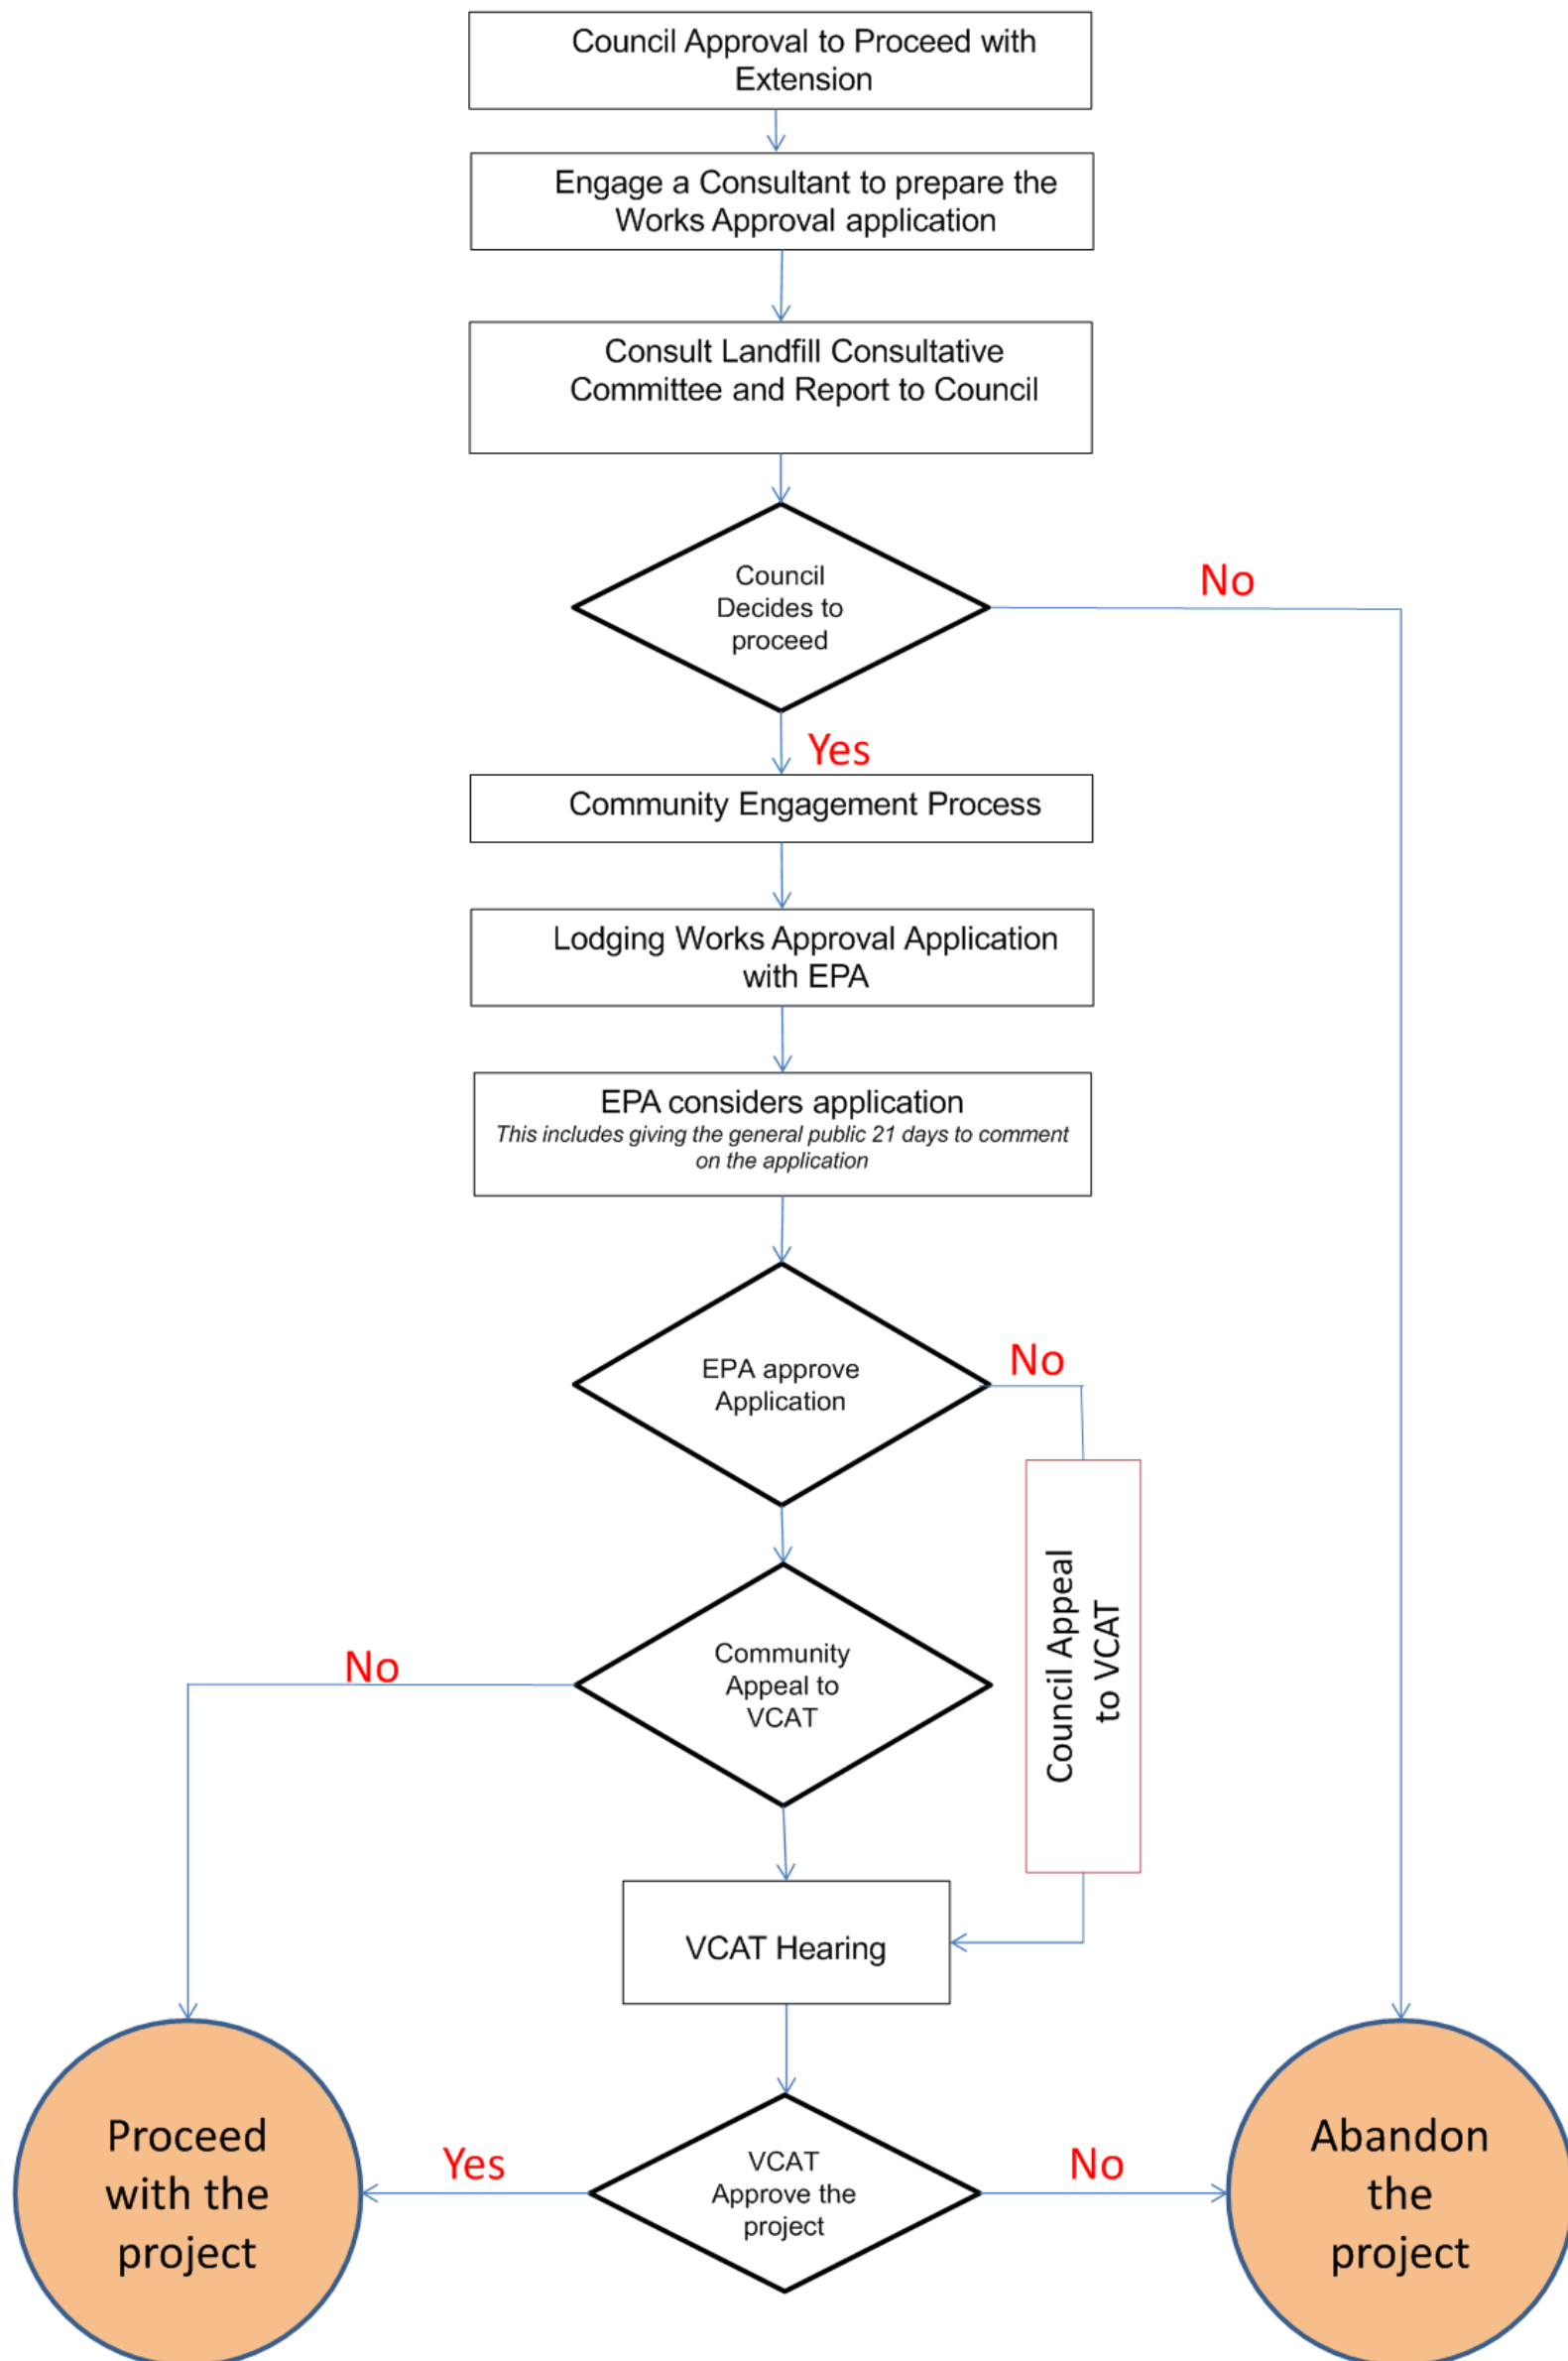 Council Approval to Proceed with
Extension
Engage a Consultant to prepare the
Works Approval application
Consult Landfill Consultative
Committee and Report to Council
Council
Decides to
proceed
No
Yes
Community Engagement Process
Lodging Works Approval Application
with EPA
EPA considers application
This includes giving the general public 21 days to comment
on the application
EPA approve
Application
No
Council Appeal
to VCAT
Community
Appeal to
VCAT
No
VCAT Hearing
VCAT
Approve the
project
Yes
No
Proceed
with the
project
Abandon
the
project